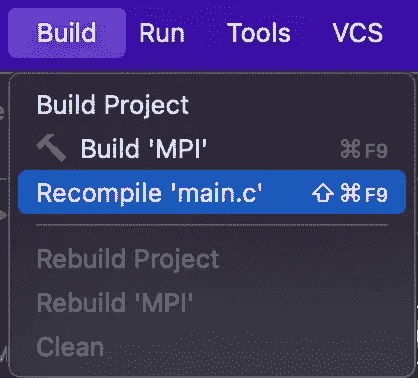 Build Run Tools VCS
Build Project
Build 'MPI' ⌘F9
Recompile 'main.c' ⇧⌘F9
Rebuild Project
Rebuild 'MPI'
Clean